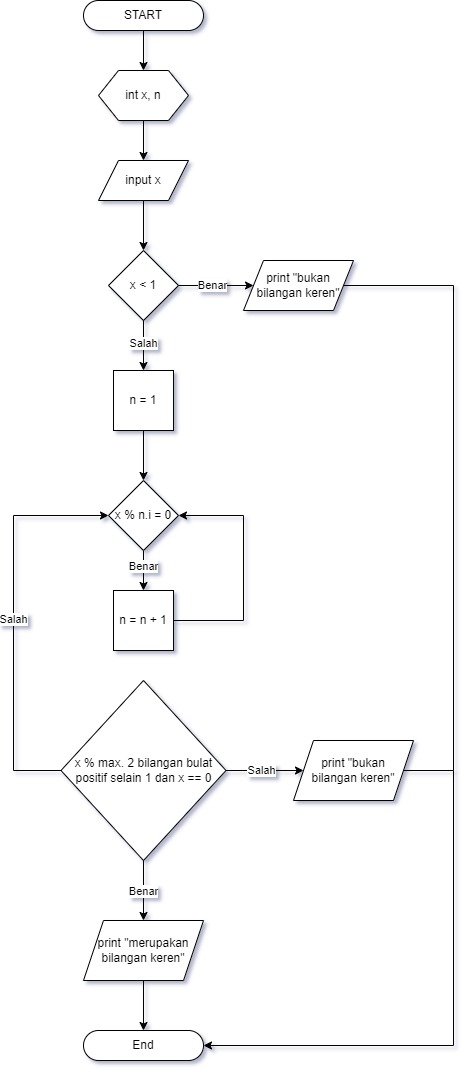 START
int x, n
input x
x < 1
Benar
print "bukan
bilangan keren"
Salah
n = 1
x % n.i = 0
Benar
n = n + 1
Salah
x % max. 2 bilangan bulat
positif selain 1 dan x == 0
Salah
print "bukan
bilangan keren"
Benar
print "merupakan
bilangan keren"
End